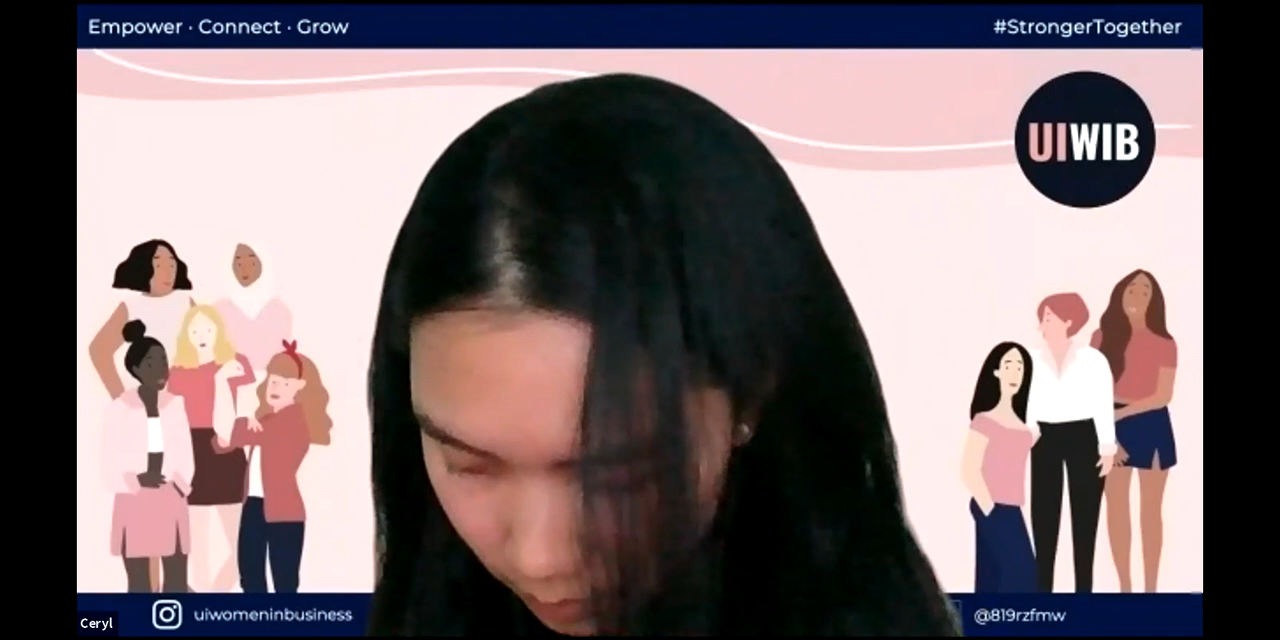 Empower · Connect · Grow
#StrongerTogether
UIWIB
uiwomeninbusiness
@819rzfmw
Ceryl